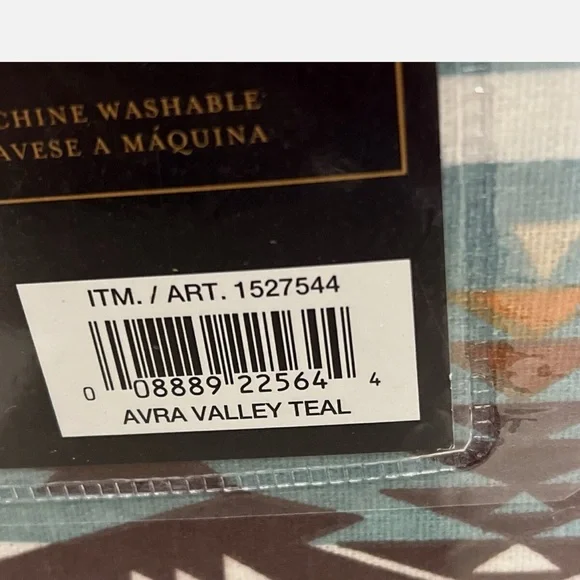 CHINE WASHABLE
AVESE A MÁQUINA
ITM. / ART. 1527544
0 08889 22564 4
AVRA VALLEY TEAL